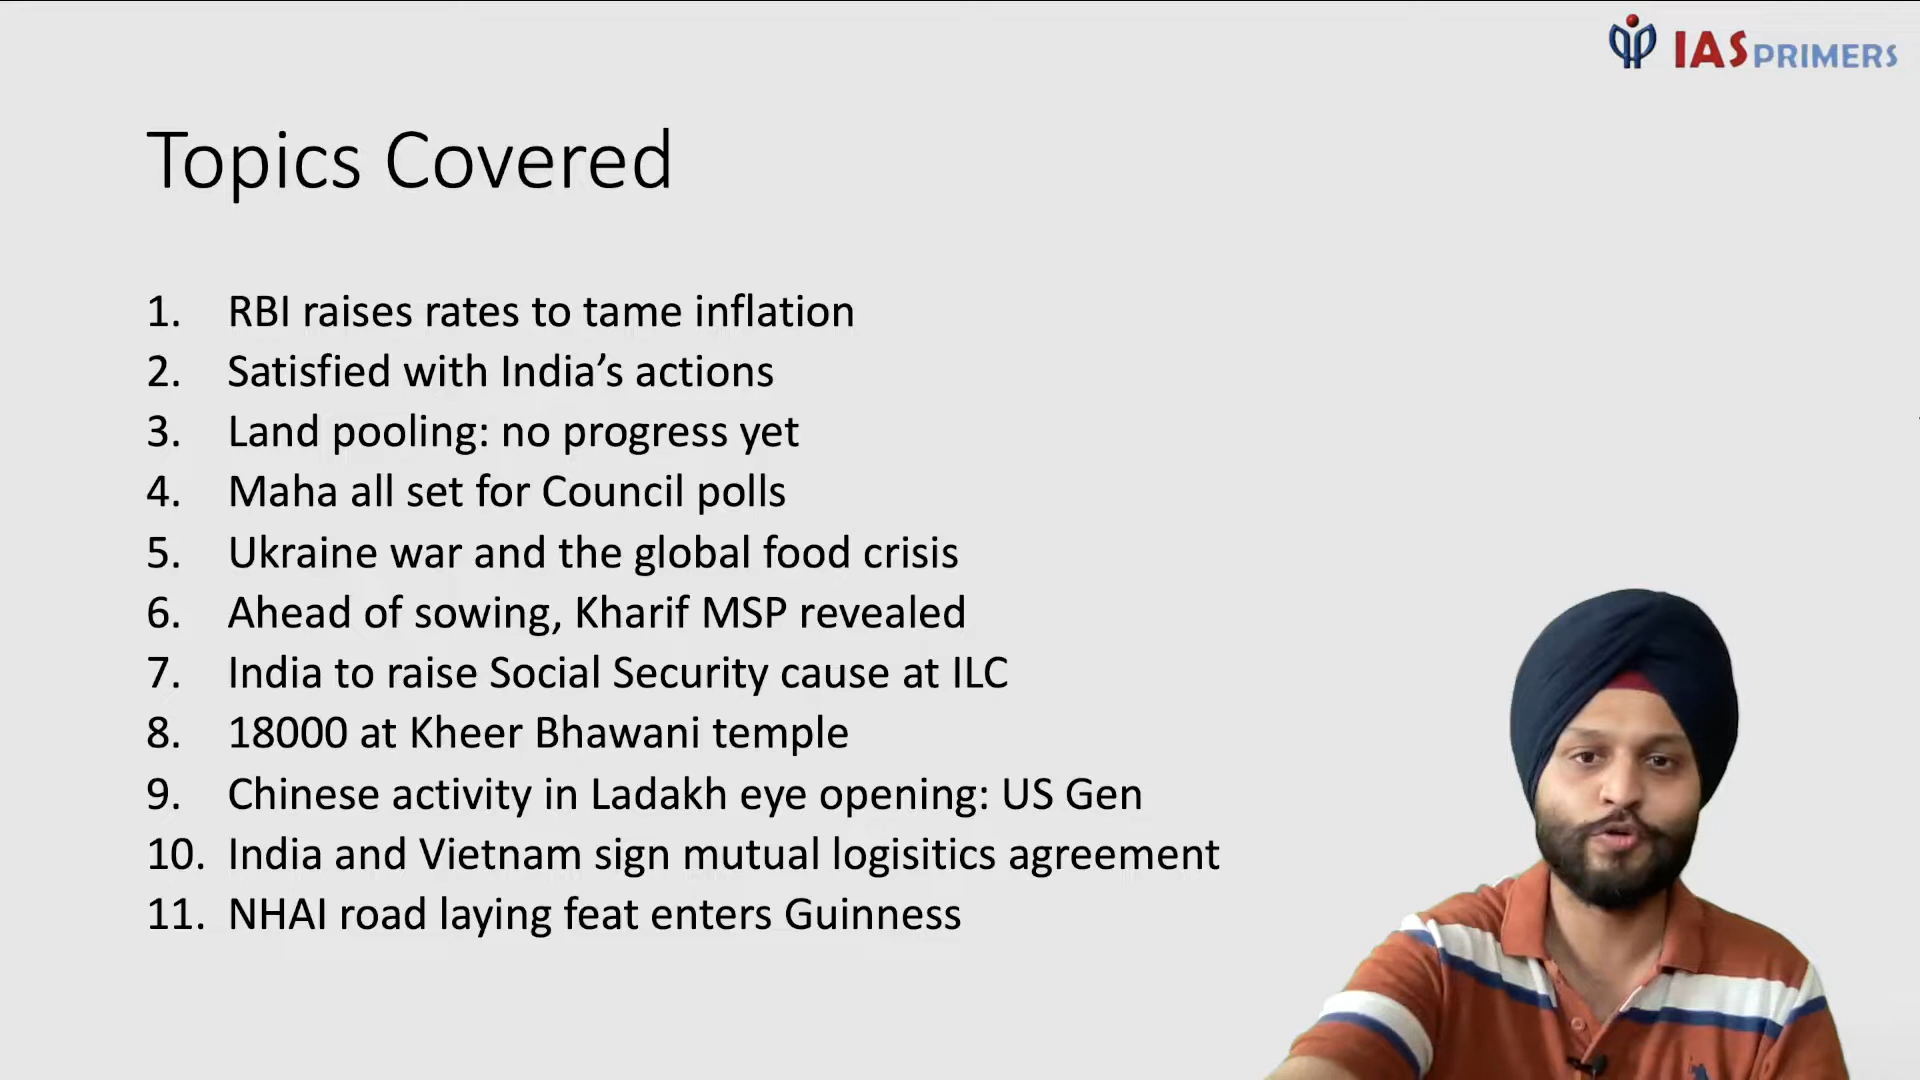 IAS PRIMERS
Topics Covered
1. RBI raises rates to tame inflation
2. Satisfied with India’s actions
3. Land pooling: no progress yet
4. Maha all set for Council polls
5. Ukraine war and the global food crisis
6. Ahead of sowing, Kharif MSP revealed
7. India to raise Social Security cause at ILC
8. 18000 at Kheer Bhawani temple
9. Chinese activity in Ladakh eye opening: US Gen
10. India and Vietnam sign mutual logisitics agreement
11. NHAI road laying feat enters Guinness